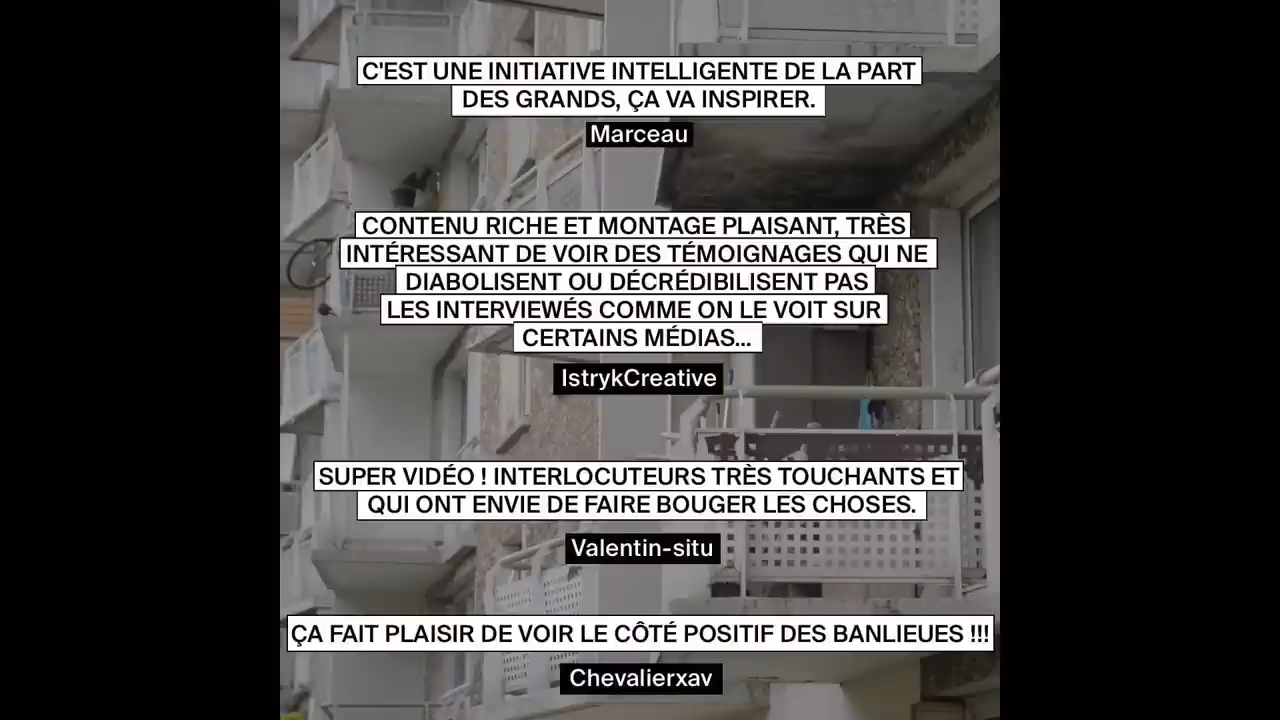 C'EST UNE INITIATIVE INTELLIGENTE DE LA PART
DES GRANDS, ÇA VA INSPIRER.
Marceau
CONTENU RICHE ET MONTAGE PLAISANT, TRÈS
INTÉRESSANT DE VOIR DES TÉMOIGNAGES QUI NE
DIABOLISENT OU DÉCRÉDIBILISENT PAS
LES INTERVIEWÉS COMME ON LE VOIT SUR
CERTAINS MÉDIAS...
IstrykCreative
SUPER VIDÉO ! INTERLOCUTEURS TRÈS TOUCHANTS ET
QUI ONT ENVIE DE FAIRE BOUGER LES CHOSES.
Valentin-situ
ÇA FAIT PLAISIR DE VOIR LE CÔTÉ POSITIF DES BANLIEUES !!!
Chevalierxav